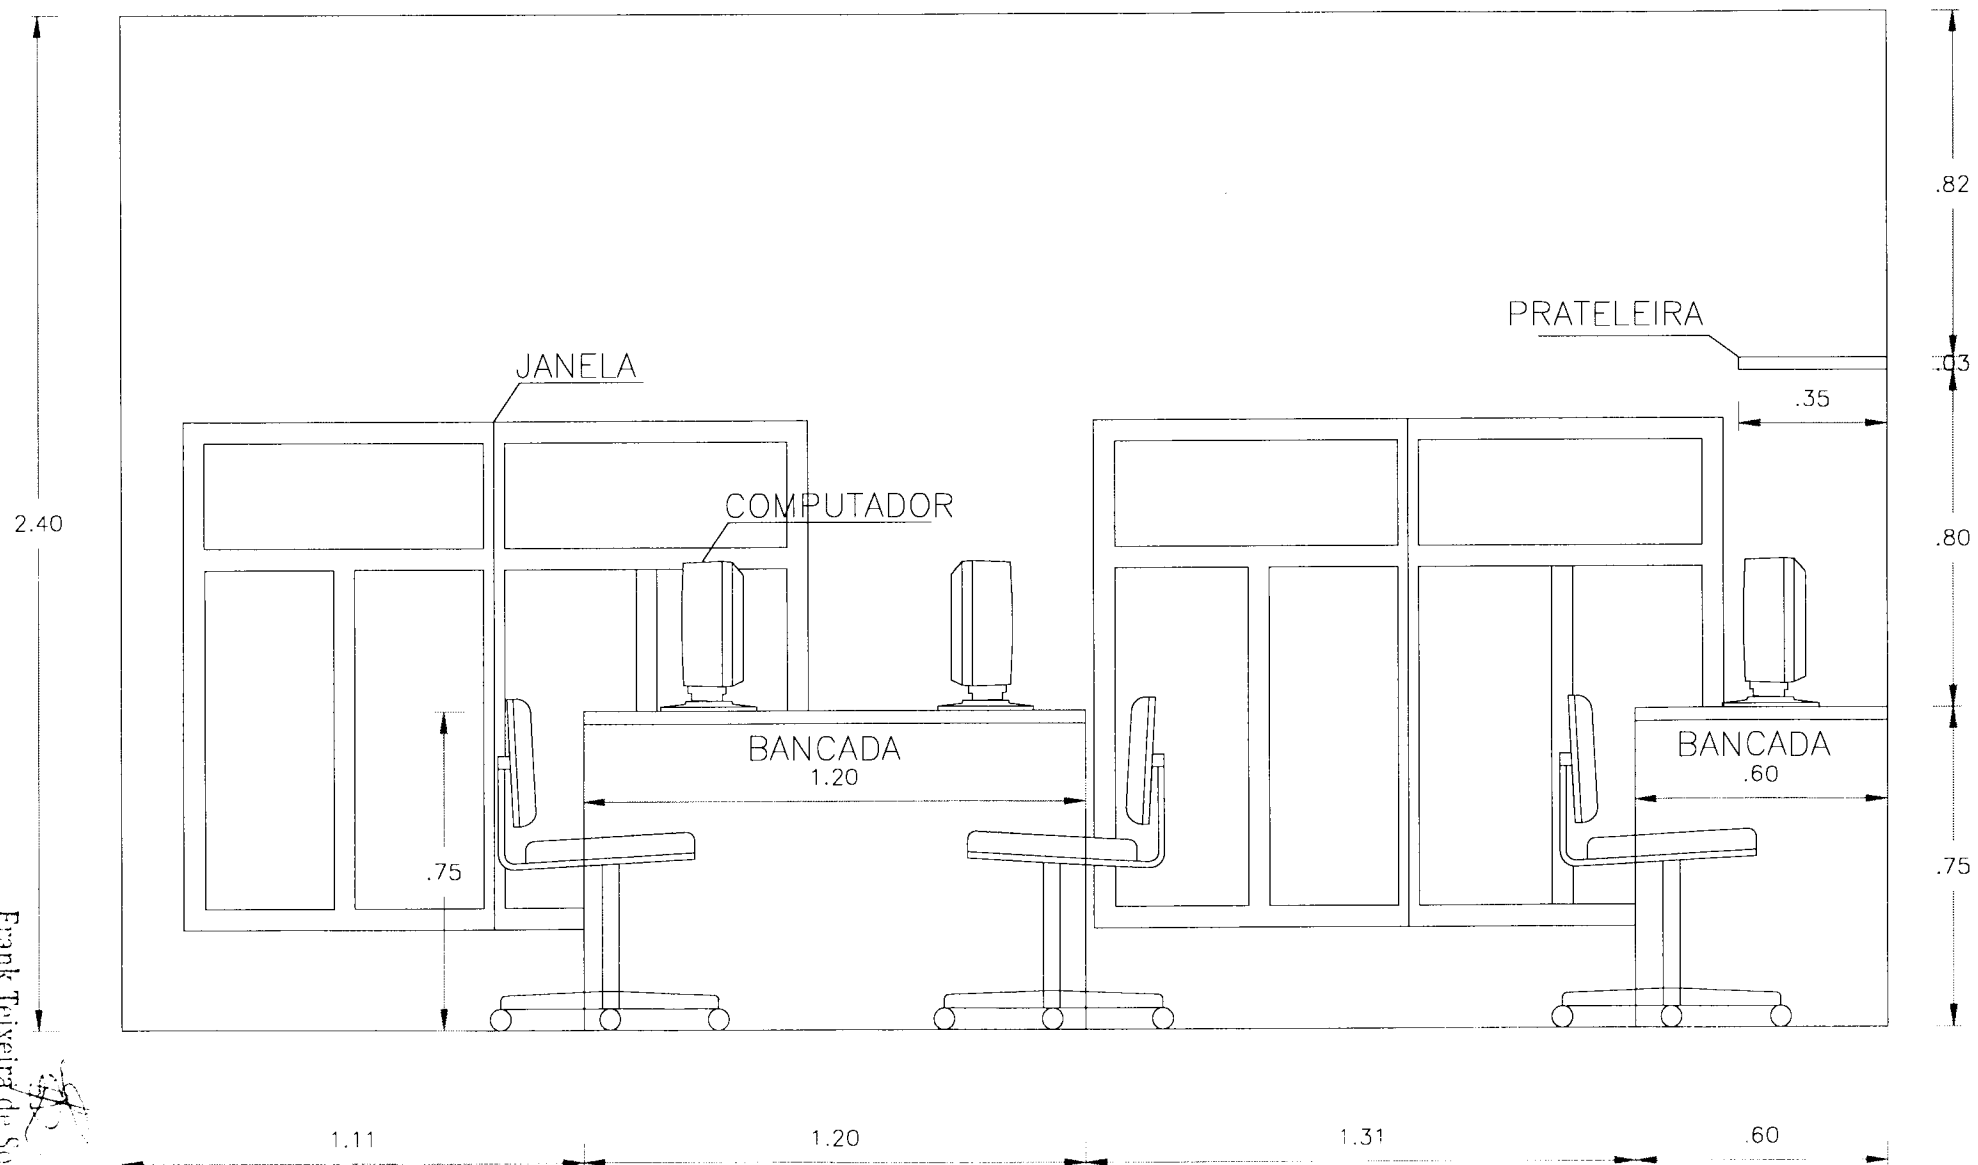 .82
PRATELEIRA
JANELA
.03
.35
COMPUTADOR
2.40
.80
BANCADA
1.20
BANCADA
.60
.75
.75
Frank Teixeira de
1.11
1.20
1.31
.60